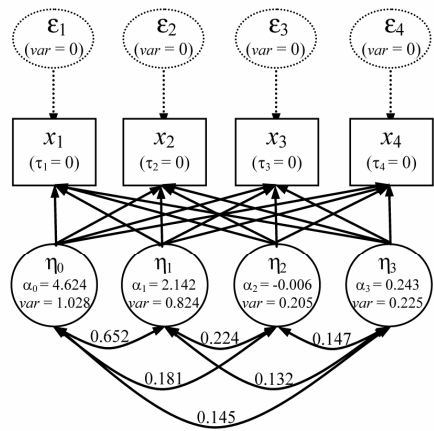 ε1 ε2 ε3 ε4
(var = 0) (var = 0) (var = 0) (var = 0)
x1 x2 x3 x4
(τ1 = 0) (τ2 = 0) (τ3 = 0) (τ4 = 0)
η0 η1 η2 η3
α0 = 4.624 α1 = 2.142 α2 = -0.006 α3 = 0.243
var = 1.028 var = 0.824 var = 0.205 var = 0.225
0.652 0.224 0.147
0.181 0.132
0.145